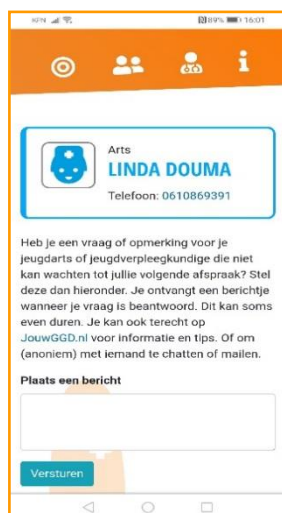 KPN 89% 16:01
Arts
LINDA DOUMA
Telefoon: 0610869391
Heb je een vraag of opmerking voor je
jeugdarts of jeugdverpleegkundige die niet
kan wachten tot jullie volgende afspraak? Stel
deze dan hieronder. Je ontvangt een berichtje
wanneer je vraag is beantwoord. Dit kan soms
even duren. Je kan ook terecht op
JouwGGD.nl voor informatie en tips. Of om
(anoniem) met iemand te chatten of mailen.
Plaats een bericht
Versturen